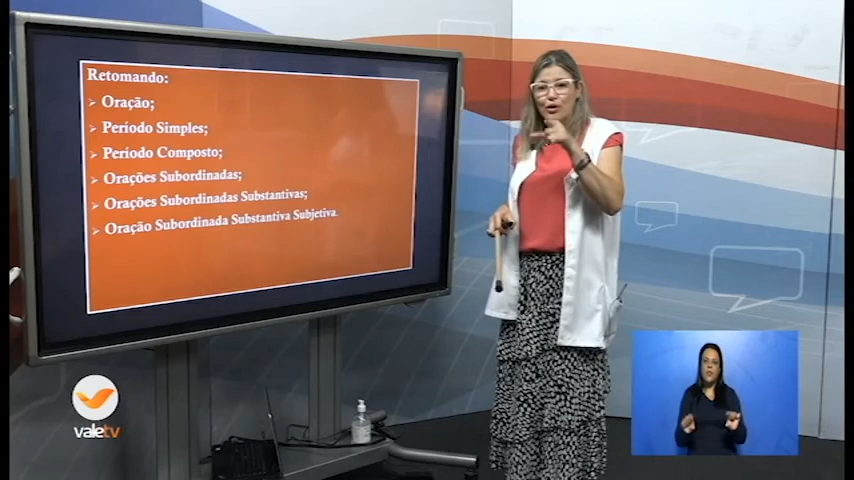 Retomando:
➢ Oração;
➢ Período Simples;
➢ Período Composto;
➢ Orações Subordinadas;
➢ Orações Subordinadas Substantivas;
➢ Oração Subordinada Substantiva Subjetiva.
valetv